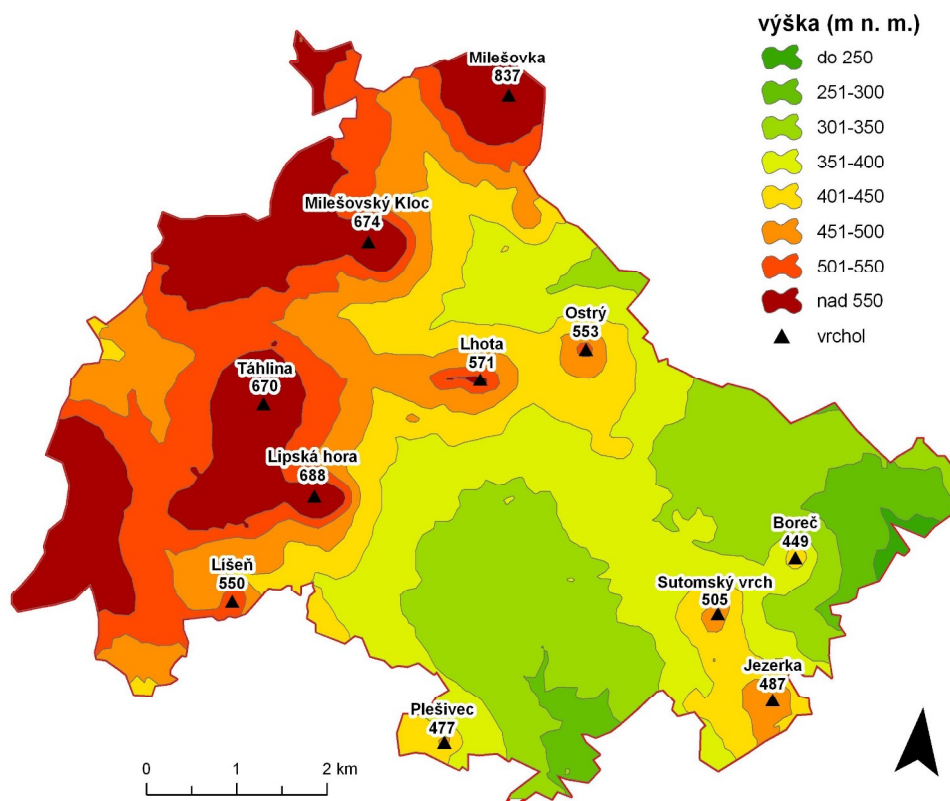 výška (m n. m.)
do 250
251-300
301-350
351-400
401-450
451-500
501-550
nad 550
vrchol
Milešovka
837
Milešovský Kloc
674
Ostrý
553
Lhota
571
Táhlina
670
Lipská hora
688
Boreč
449
Líšeň
550
Sutomský vrch
505
Jezerka
487
Plešivec
477
0 1 2 km